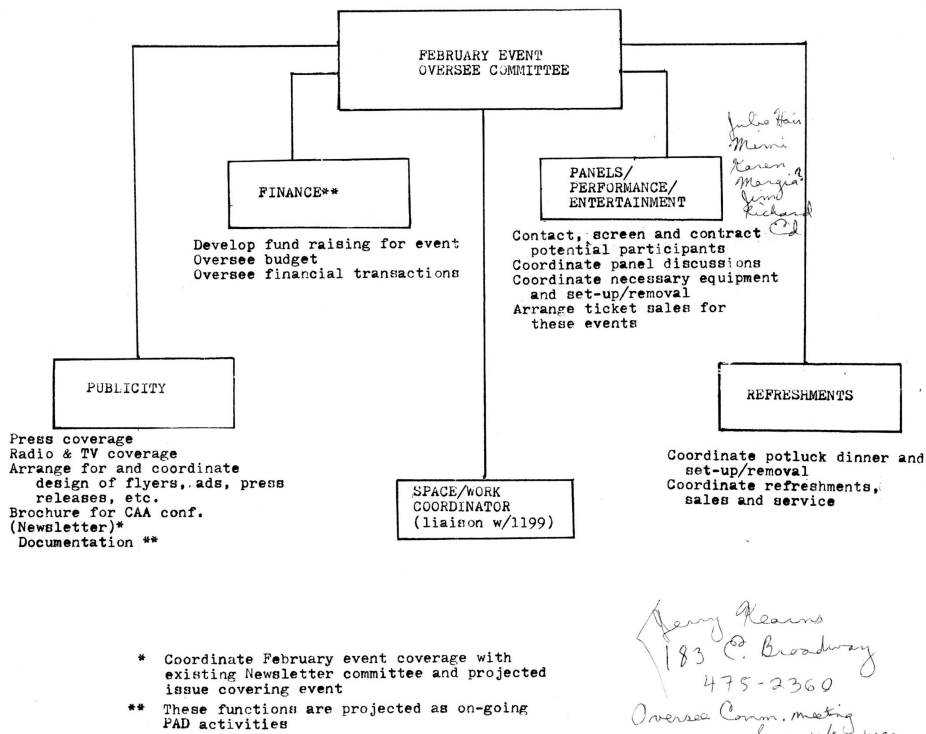 FEBRUARY EVENT
OVERSEE COMMITTEE
FINANCE**
Develop fund raising for event
Oversee budget
Oversee financial transactions
PANELS/
PERFORMANCE/
ENTERTAINMENT
Julie Hair
Mimi
Karen
Margia?
Jim
Richard
Ed
Contact, screen and contract
potential participants
Coordinate panel discussions
Coordinate necessary equipment
and set-up/removal
Arrange ticket sales for
these events
PUBLICITY
Press coverage
Radio & TV coverage
Arrange for and coordinate
design of flyers, ads, press
releases, etc.
Brochure for CAA conf.
(Newsletter)*
Documentation **
SPACE/WORK
COORDINATOR
(liaison w/1199)
REFRESHMENTS
Coordinate potluck dinner and
set-up/removal
Coordinate refreshments,
sales and service
* Coordinate February event coverage with
existing Newsletter committee and projected
issue covering event
** These functions are projected as on-going
PAD activities
Jerry Kearns
183 E. Broadway
475-2360
Oversee Comm. meeting